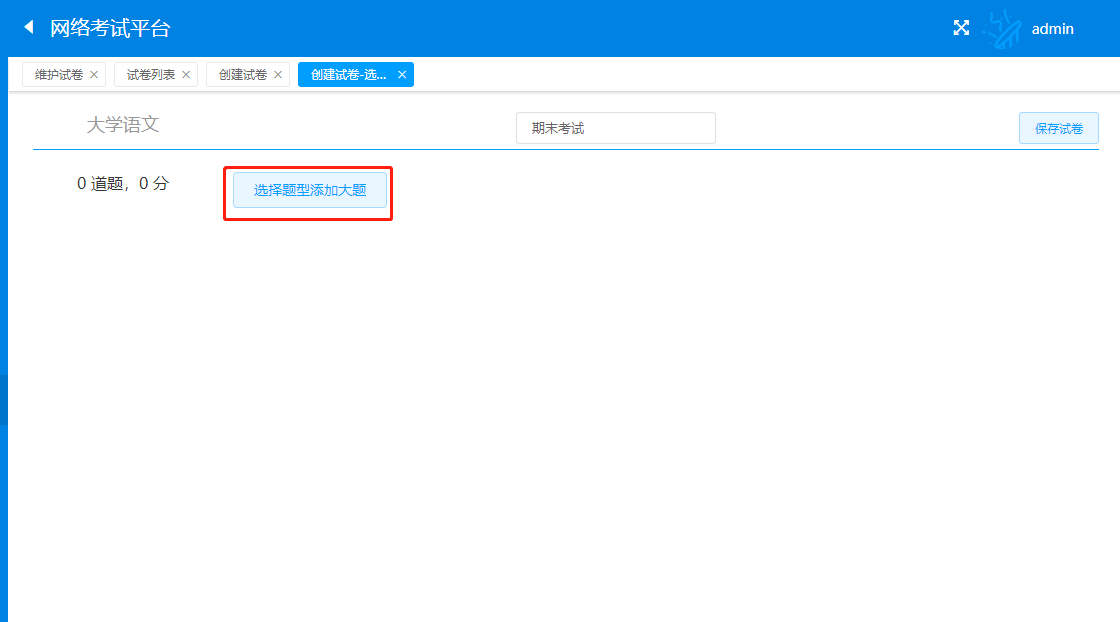 网络考试平台
admin
维护试卷
试卷列表
创建试卷
创建试卷-选...
大学语文
期末考试
保存试卷
0 道题，0 分
选择题型添加大题